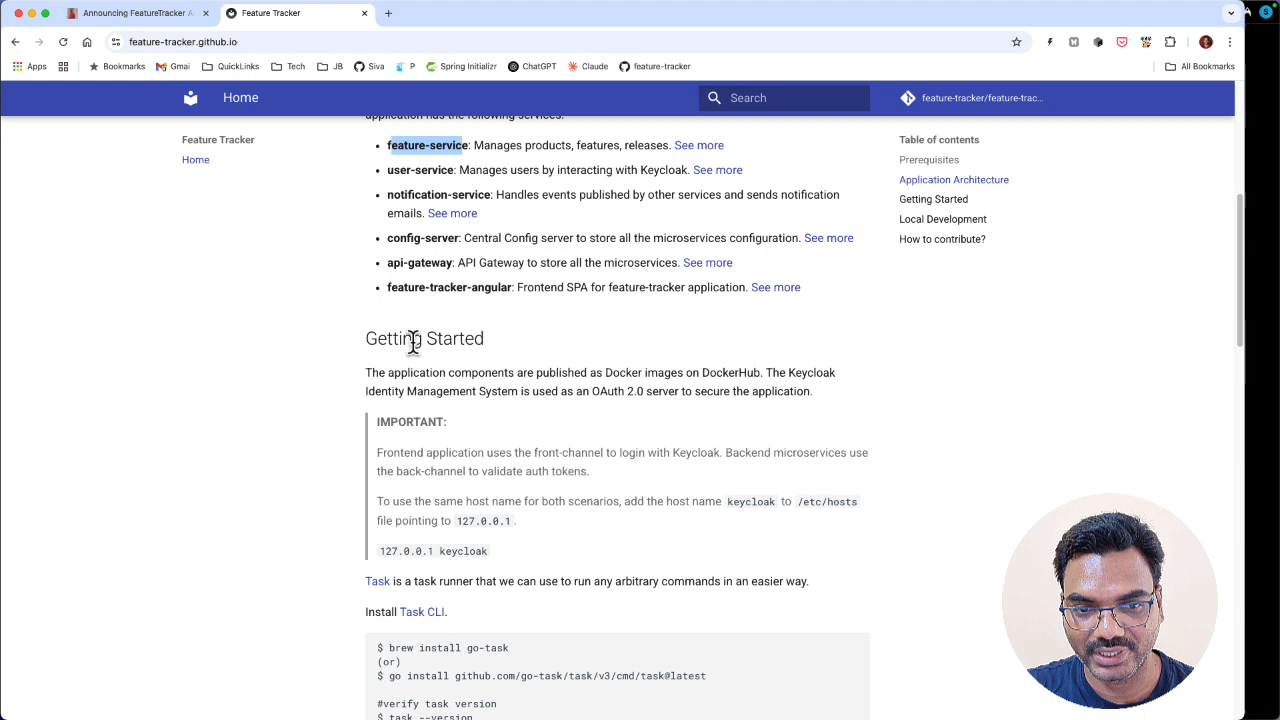 Announcing FeatureTracker A
Feature Tracker
feature-tracker.github.io
Apps
Bookmarks
Gmai
QuickLinks
Tech
JB
Siva
P
Spring Initializr
ChatGPT
Claude
feature-tracker
All Bookmarks
Home
Search
feature-tracker/feature-trac...
Feature Tracker
Home
application has the following services:
feature-service: Manages products, features, releases. See more
user-service: Manages users by interacting with Keycloak. See more
notification-service: Handles events published by other services and sends notification
emails. See more
config-server: Central Config server to store all the microservices configuration. See more
api-gateway: API Gateway to store all the microservices. See more
feature-tracker-angular: Frontend SPA for feature-tracker application. See more
Getting Started
The application components are published as Docker images on DockerHub. The Keycloak
Identity Management System is used as an OAuth 2.0 server to secure the application.
IMPORTANT:
Frontend application uses the front-channel to login with Keycloak. Backend microservices use
the back-channel to validate auth tokens.
To use the same host name for both scenarios, add the host name keycloak to /etc/hosts
file pointing to 127.0.0.1.
127.0.0.1 keycloak
Task is a task runner that we can use to run any arbitrary commands in an easier way.
Install Task CLI.
$ brew install go-task
(or)
$ go install github.com/go-task/task/v3/cmd/task@latest
#verify task version
$ task --version
Table of contents
Prerequisites
Application Architecture
Getting Started
Local Development
How to contribute?